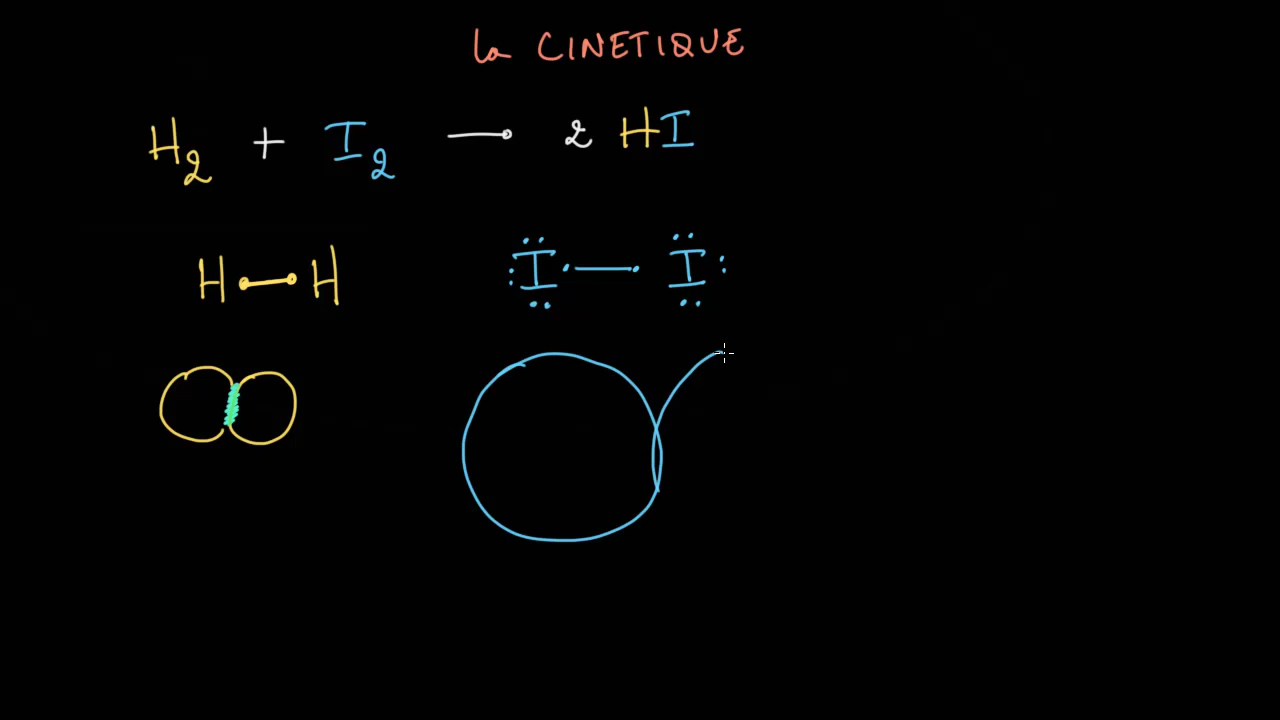 la CINETIQUE
H₂ + I₂ → 2 HI
H H
I I